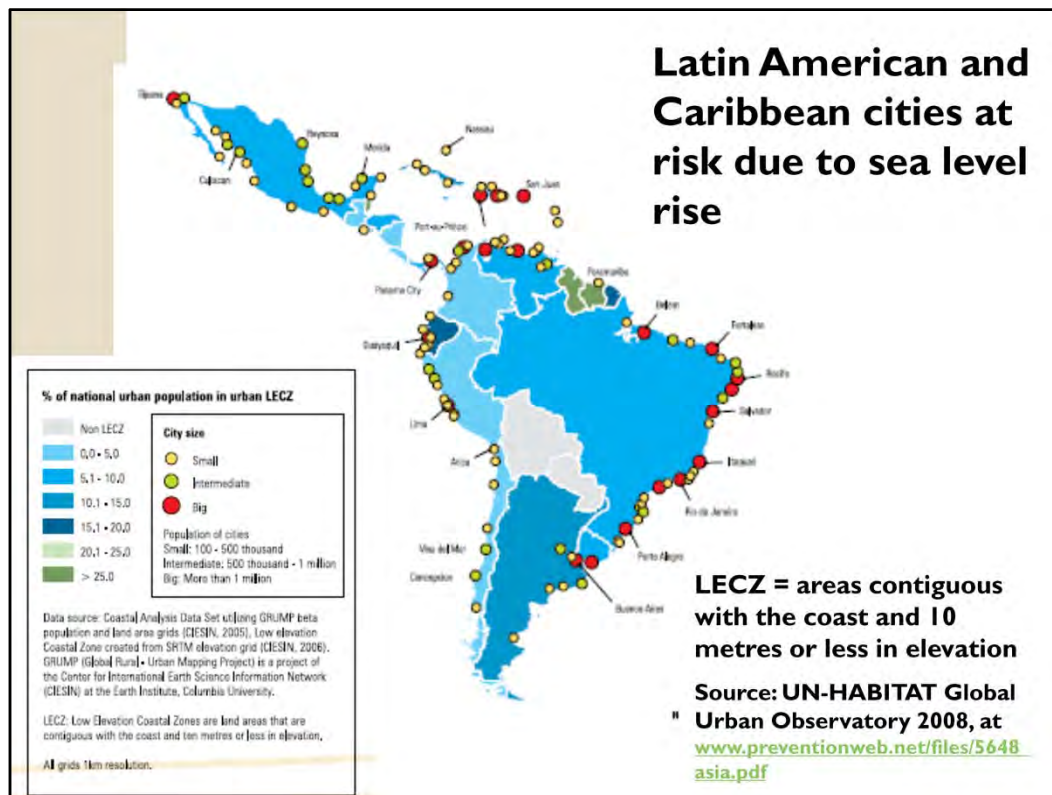 Latin American and
Caribbean cities at
risk due to sea level
rise
Tijuana
Reynosa
Nassau
Merida
Culiacan
San Juan
Port-au-Prince
Panama City
Paramaribo
Belem
Fortaleza
Guayaquil
Recife
Lima
Salvador
Arica
Rio de Janeiro
Vina del Mar
Porto Alegre
Concepcion
Buenos Aires
% of national urban population in urban LECZ
Non LECZ
0,0 - 5,0
5,1 - 10,0
10,1 - 15,0
15,1 - 20,0
20,1 - 25,0
> 25,0
City size
Small
Intermediate
Big
Population of cities
Small: 100 - 500 thousand
Intermediate: 500 thousand - 1 million
Big: More than 1 million
Data source: Coastal Analysis Data Set utilizing GRUMP beta
population and land area grids (CIESIN, 2005), Low elevation
Coastal Zone created from SRTM elevation grid (CIESIN, 2006).
GRUMP (Global Rural - Urban Mapping Project) is a project of
the Center for International Earth Science Information Network
(CIESIN) at the Earth Institute, Columbia University.
LECZ: Low Elevation Coastal Zones are land areas that are
contiguous with the coast and ten metres or less in elevation.
All grids 1km resolution.
LECZ = areas contiguous
with the coast and 10
metres or less in elevation
Source: UN-HABITAT Global
" Urban Observatory 2008, at
www.preventionweb.net/files/5648_
asia.pdf